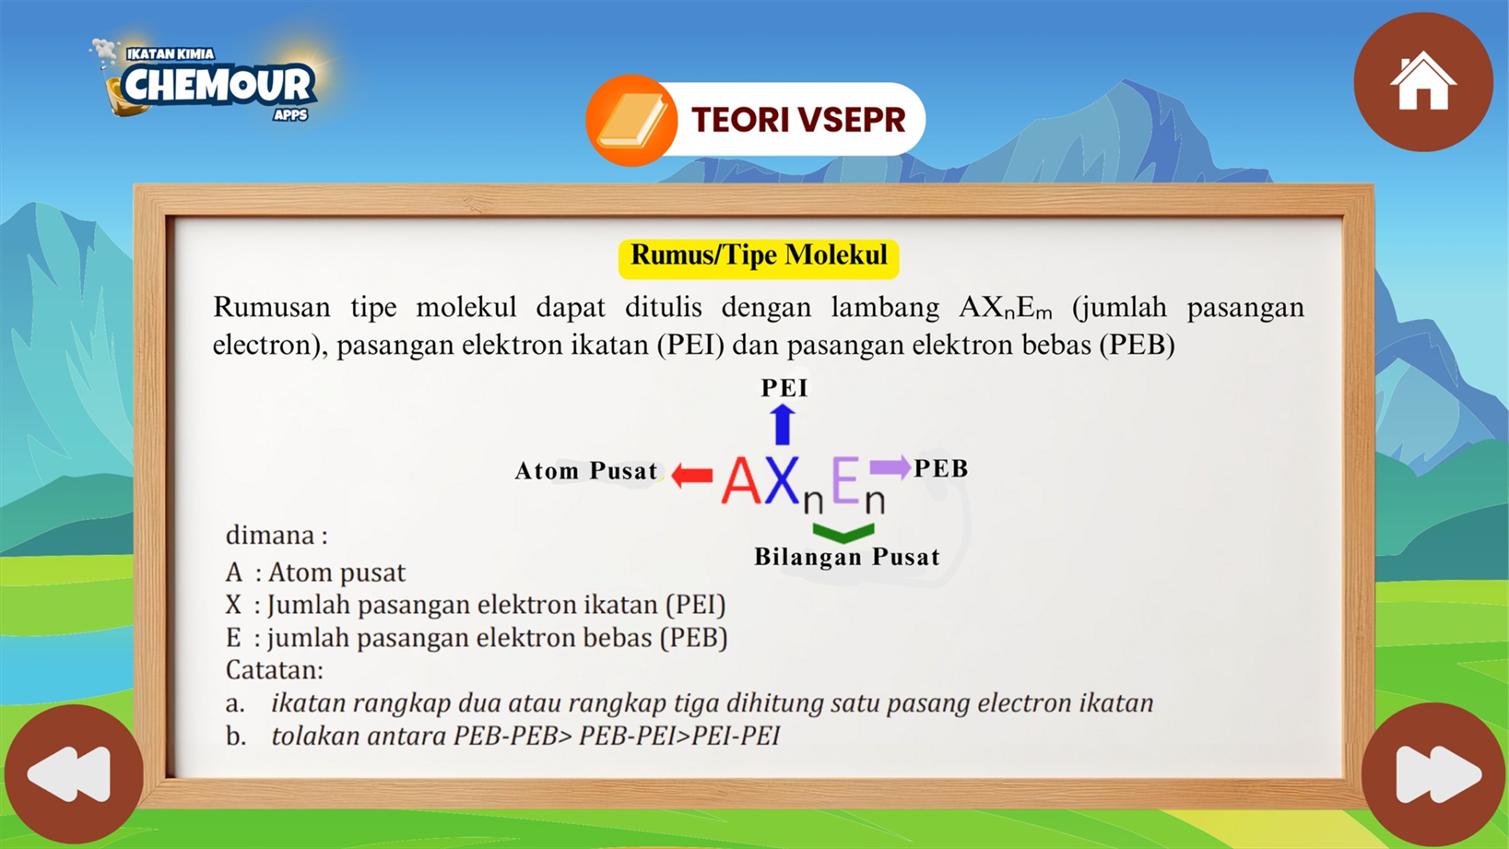 IKATAN KIMIA
CHEMOUR
APPS
TEORI VSEPR
Rumus/Tipe Molekul
Rumusan tipe molekul dapat ditulis dengan lambang AXₙEₘ (jumlah pasangan
electron), pasangan elektron ikatan (PEI) dan pasangan elektron bebas (PEB)
PEI
Atom Pusat AXₙEₙ PEB
Bilangan Pusat
dimana :
A : Atom pusat
X : Jumlah pasangan elektron ikatan (PEI)
E : jumlah pasangan elektron bebas (PEB)
Catatan:
a. ikatan rangkap dua atau rangkap tiga dihitung satu pasang electron ikatan
b. tolakan antara PEB-PEB> PEB-PEI>PEI-PEI